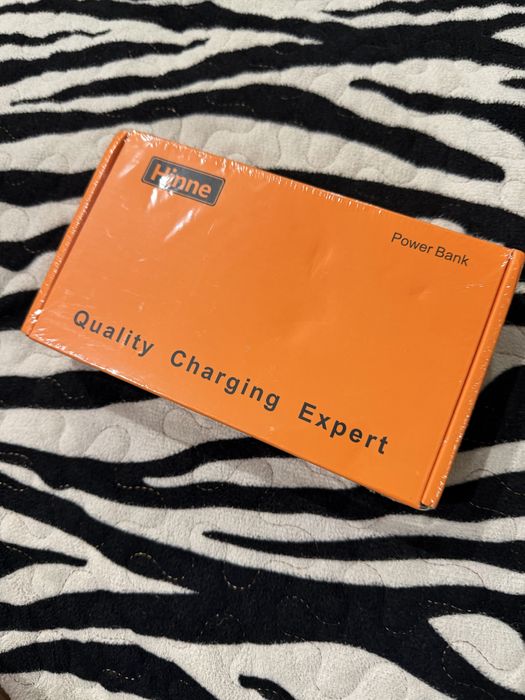 Hinne
Power Bank
Quality Charging Expert